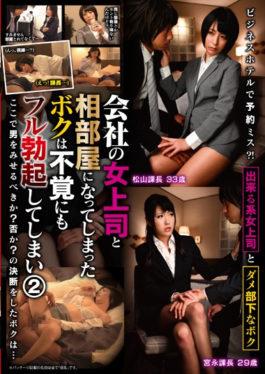 ビジネスホテルで予約ミス?!
出来る系女上司と
ダメ部下なボク
会社の女上司と
相部屋になってしまった
ボクは不覚にも
フル勃起してしまい②
ここで男をみせるべきか?否か?の決断をしたボクは…
松山課長 33歳
宮永課長 29歳
(えっ?課長…)